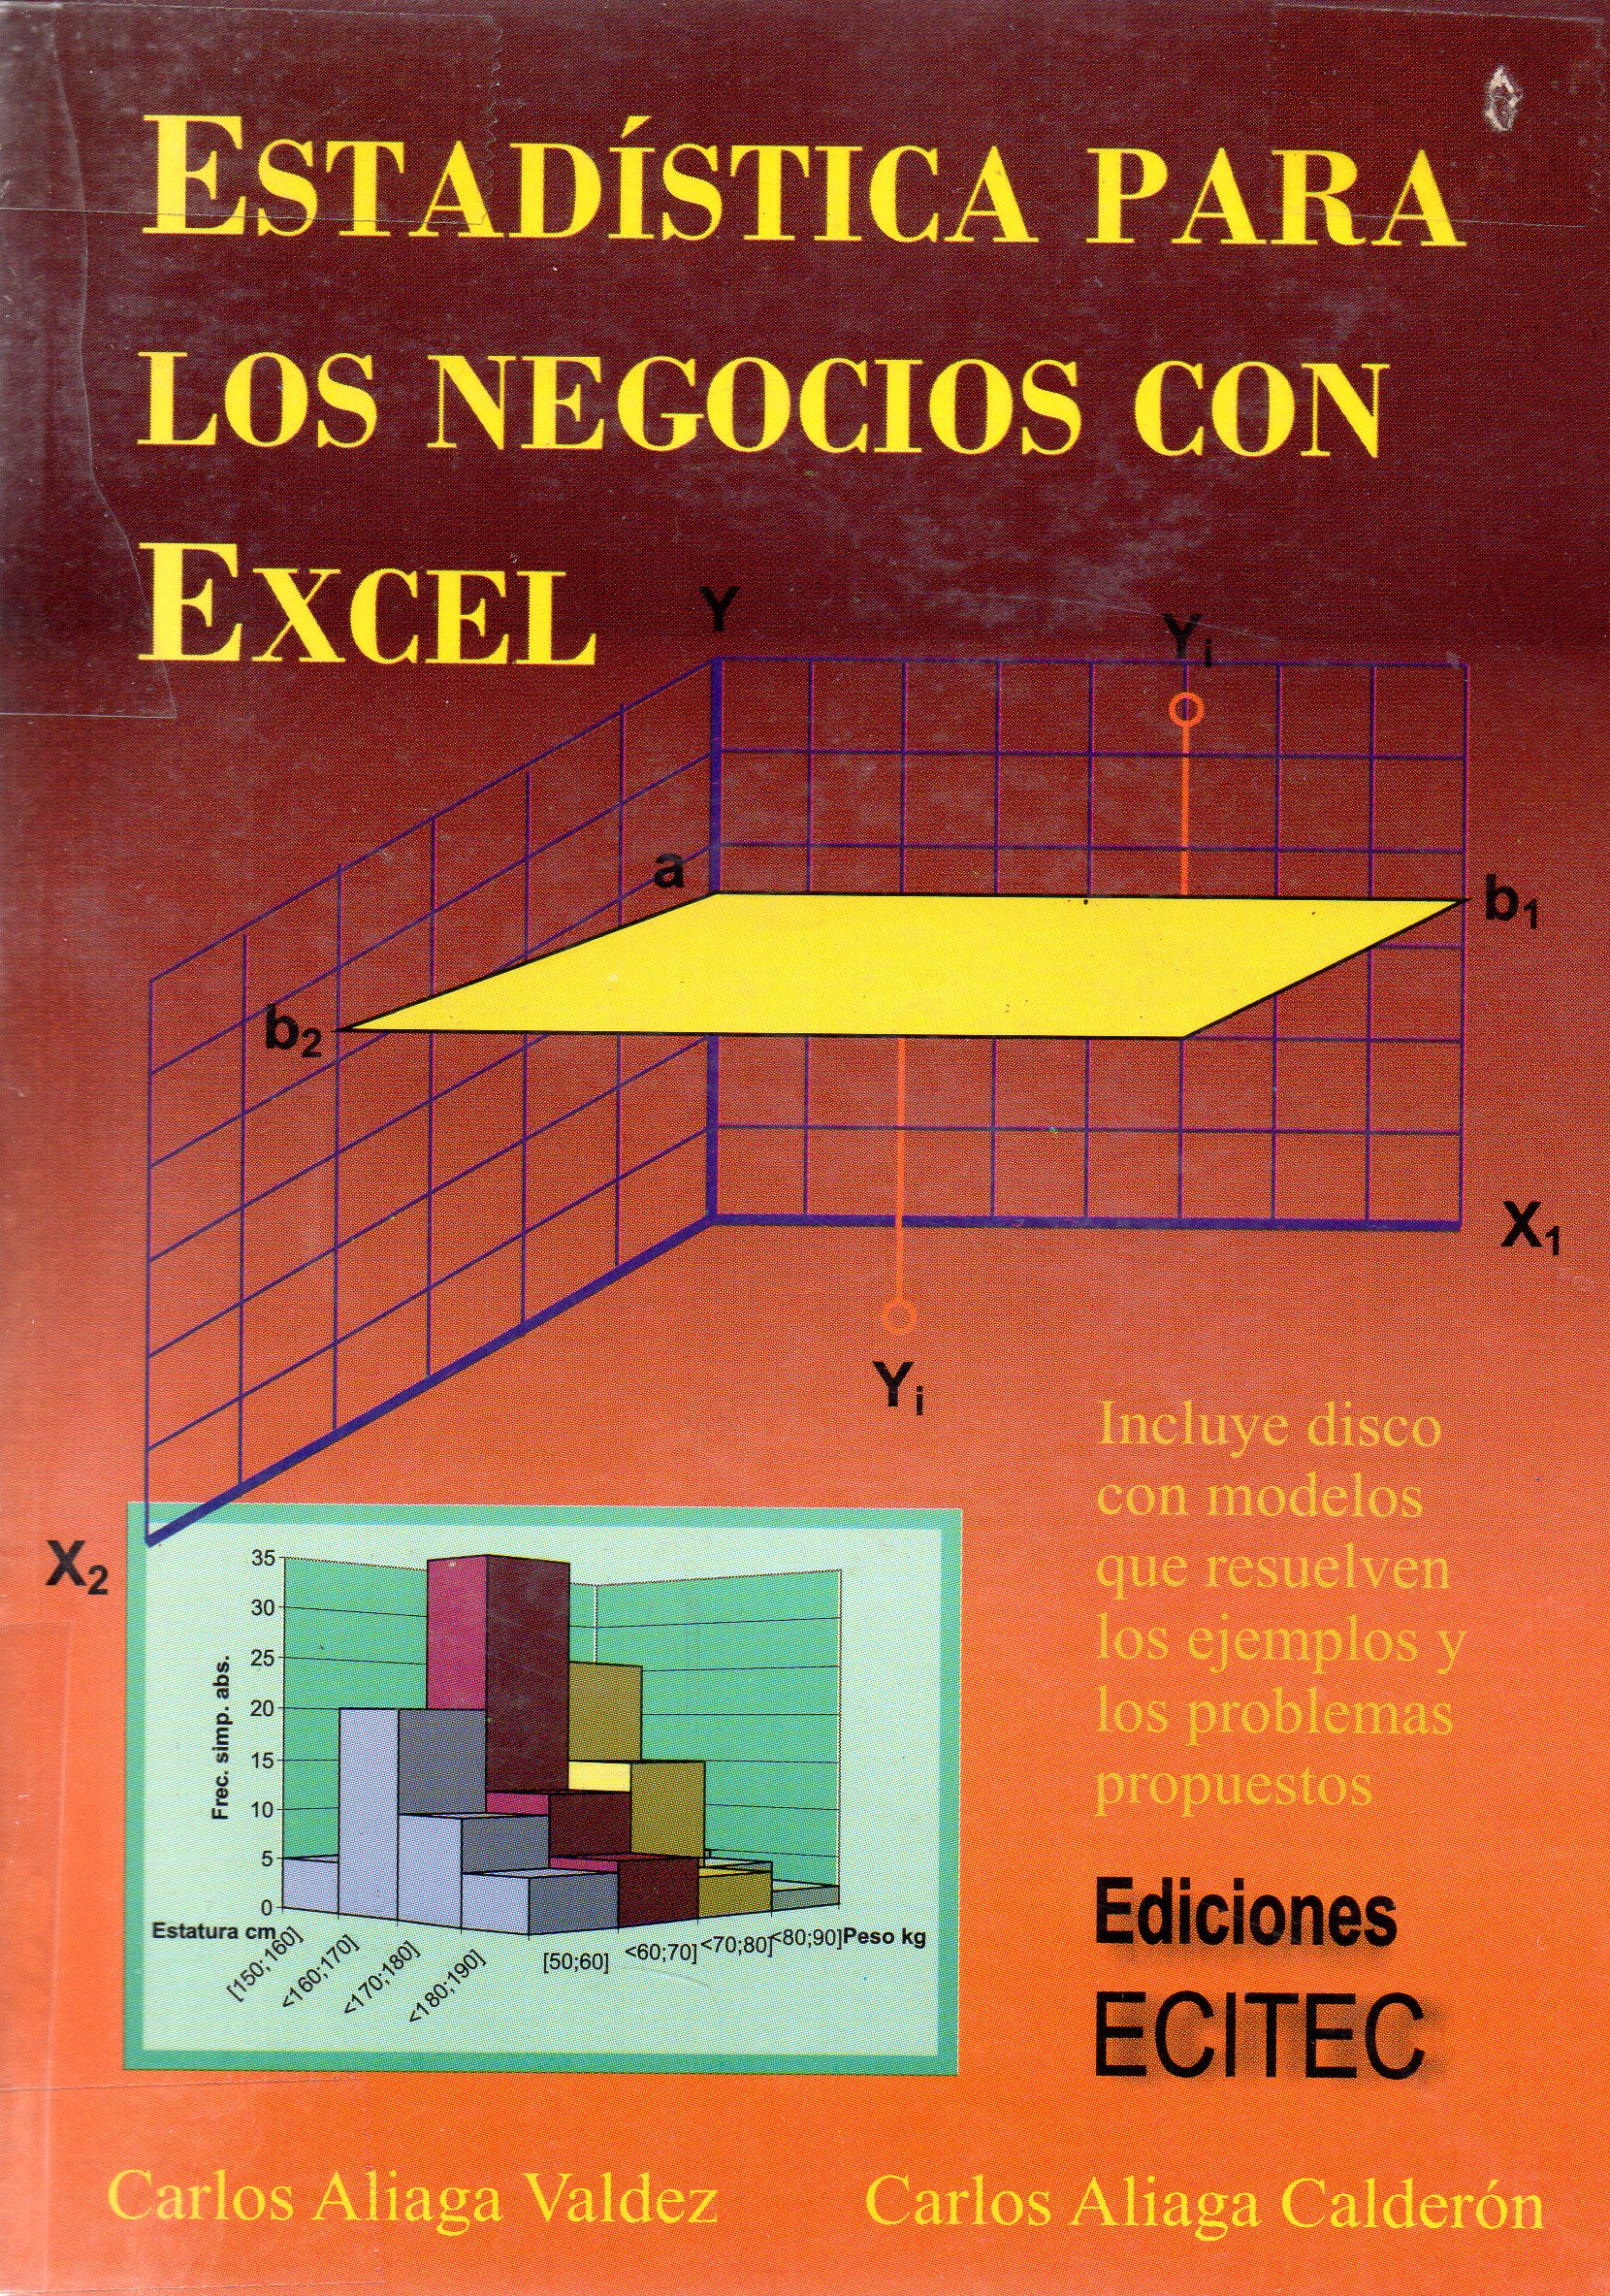 ESTADÍSTICA PARA
LOS NEGOCIOS CON
EXCEL
Y
Yi
a
b1
b2
X1
Yi
X2
Incluye disco
con modelos
que resuelven
los ejemplos y
los problemas
propuestos
35
30
25
20
15
10
5
0
Frec. simp. abs.
Estatura cm
[150;160]
<160;170]
<170;180]
<180;190]
[50;60]
<60;70]
<70;80]
<80;90]
Peso kg
Ediciones
ECITEC
Carlos Aliaga Valdez
Carlos Aliaga Calderón